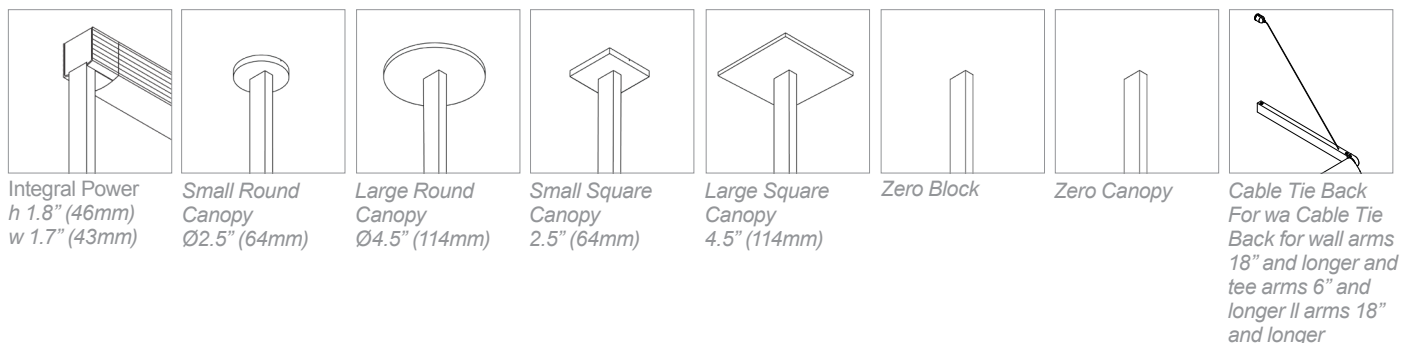 Integral Power
h 1.8” (46mm)
w 1.7” (43mm)
Small Round
Canopy
Ø2.5” (64mm)
Large Round
Canopy
Ø4.5” (114mm)
Small Square
Canopy
2.5” (64mm)
Large Square
Canopy
4.5” (114mm)
Zero Block
Zero Canopy
Cable Tie Back
For wa Cable Tie
Back for wall arms
18” and longer and
tee arms 6” and
longer ll arms 18”
and longer